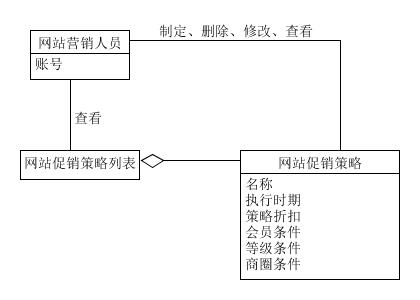 制定、删除、修改、查看
网站营销人员
账号
查看
网站促销策略列表
网站促销策略
名称
执行时期
策略折扣
会员条件
等级条件
商圈条件